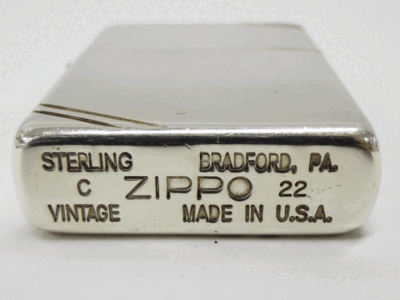 STERLING BRADFORD, PA.
C ZIPPO 22
VINTAGE MADE IN U.S.A.